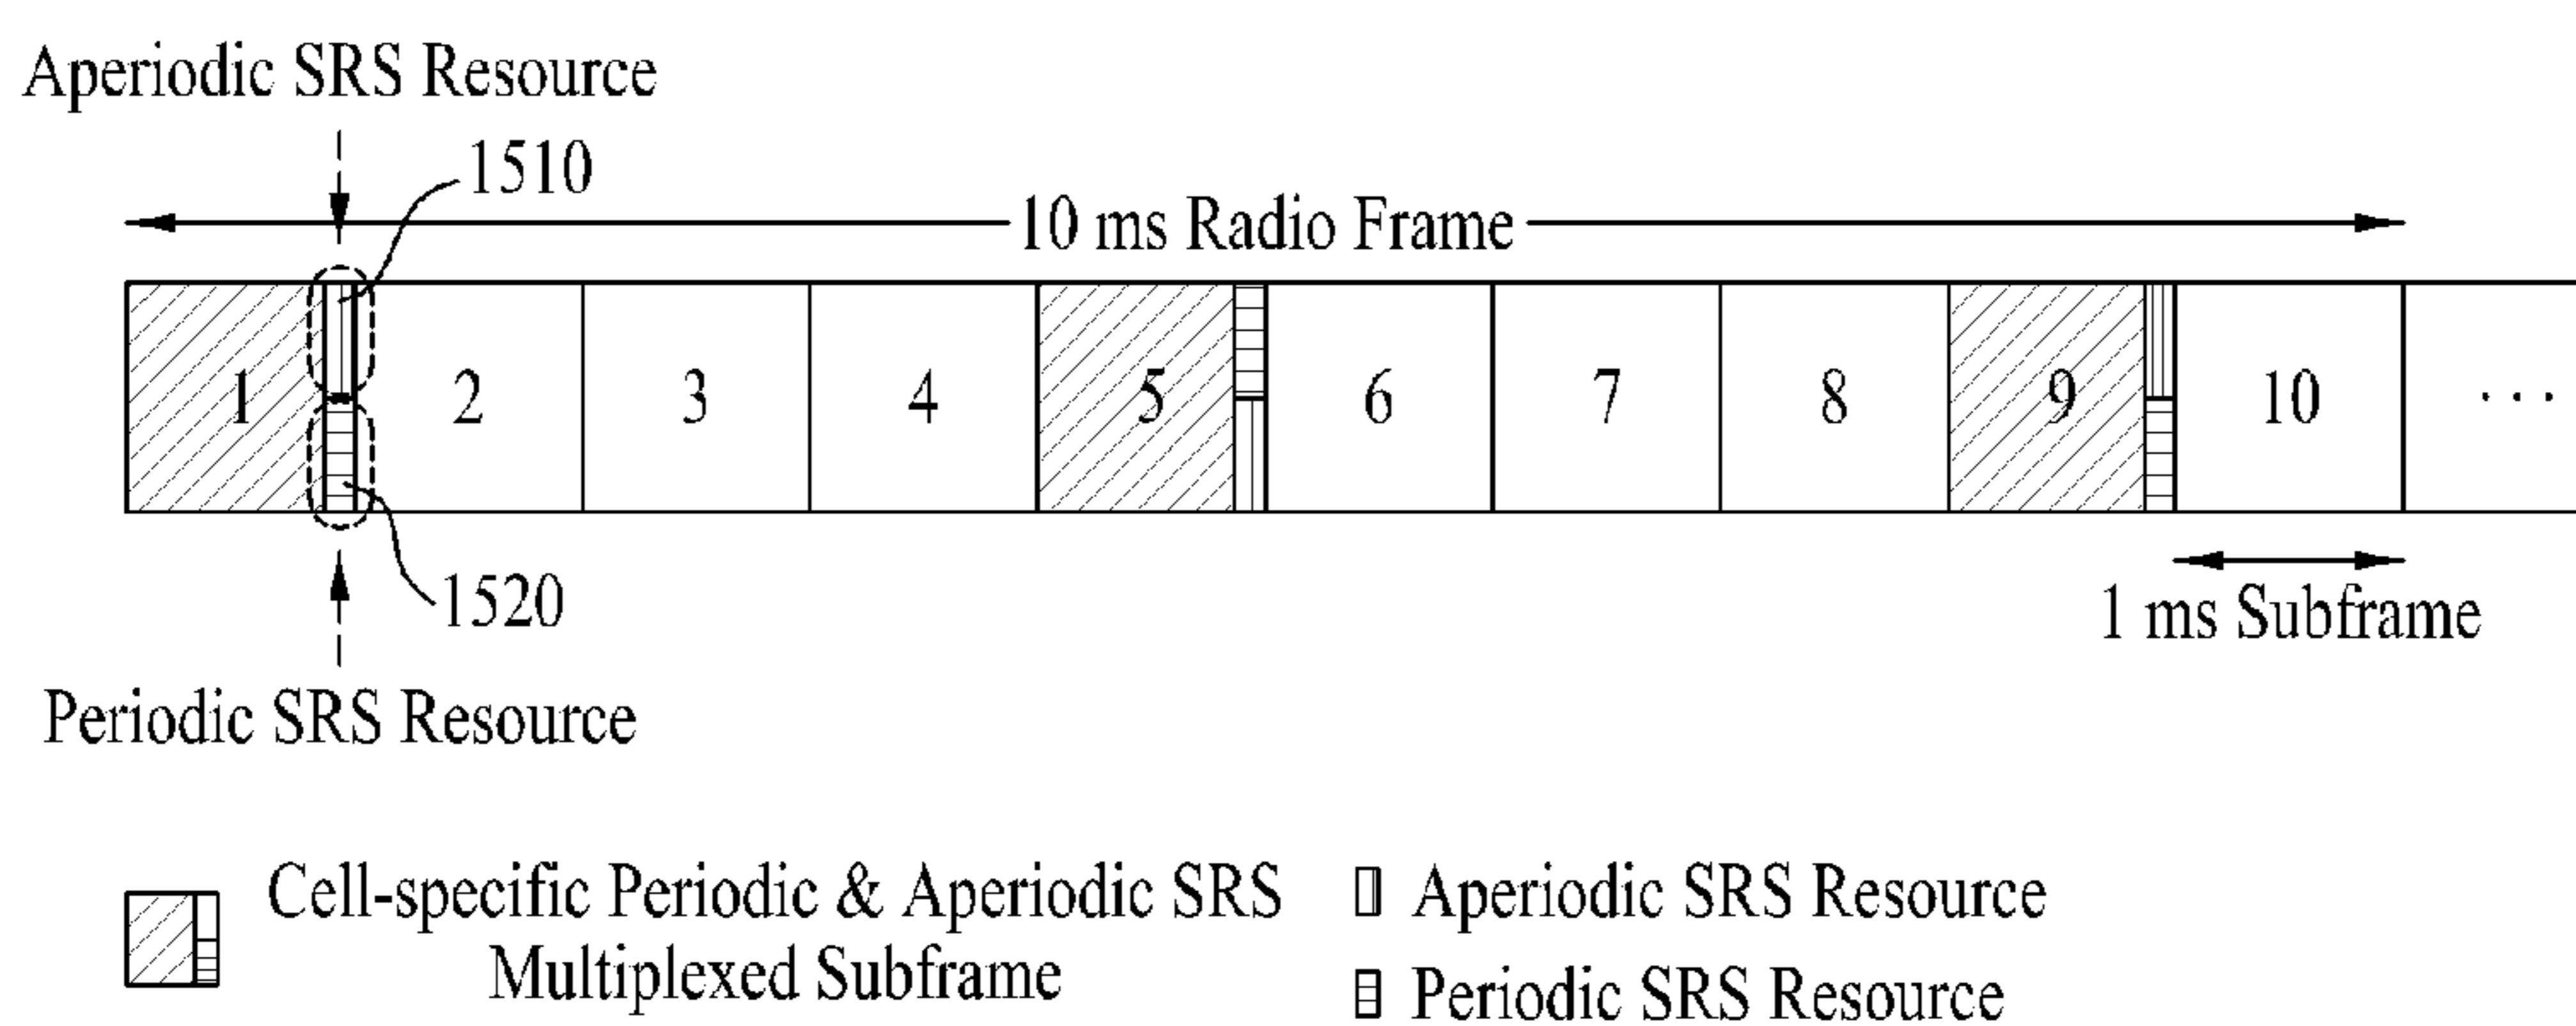 Aperiodic SRS Resource
1510
10 ms Radio Frame
1 2 3 4 5 6 7 8 9 10 ...
1520
1 ms Subframe
Periodic SRS Resource
Cell-specific Periodic & Aperiodic SRS
Multiplexed Subframe
Aperiodic SRS Resource
Periodic SRS Resource